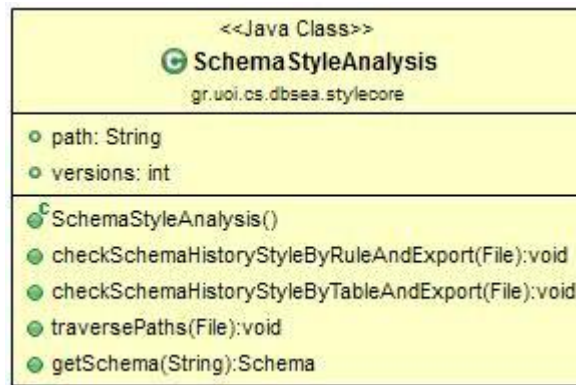 <<Java Class>>
SchemaStyleAnalysis
gr.uoi.cs.dbsea.stylecore
path: String
versions: int
SchemaStyleAnalysis()
checkSchemaHistoryStyleByRuleAndExport(File):void
checkSchemaHistoryStyleByTableAndExport(File):void
traversePaths(File):void
getSchema(String):Schema